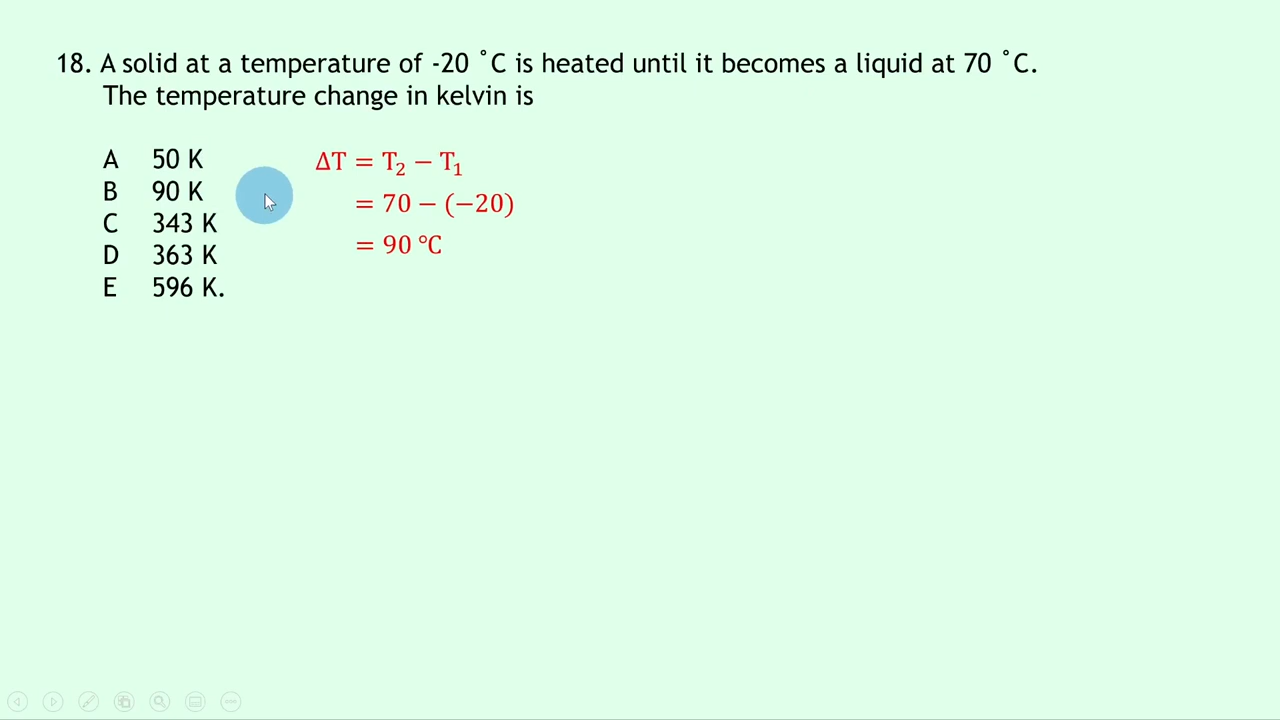 18. A solid at a temperature of -20 ˚C is heated until it becomes a liquid at 70 ˚C.
The temperature change in kelvin is
A 50 K
B 90 K
C 343 K
D 363 K
E 596 K.
ΔT = T₂ − T₁
= 70 − (−20)
= 90 °C